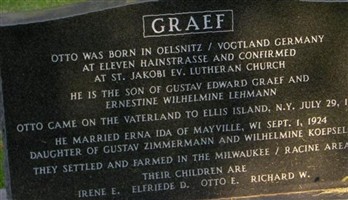 GRAEF
OTTO WAS BORN IN OELSNITZ / VOGTLAND GERMANY
AT ELEVEN HAINSTRASSE AND CONFIRMED
AT ST. JAKOBI EV. LUTHERAN CHURCH
HE IS THE SON OF GUSTAV EDWARD GRAEF AND
ERNESTINE WILHELMINE LEHMANN
OTTO CAME ON THE VATERLAND TO ELLIS ISLAND, N.Y. JULY 29, 1
HE MARRIED ERNA IDA OF MAYVILLE, WI SEPT. 1, 1924
DAUGHTER OF GUSTAV ZIMMERMANN AND WILHELMINE KOEPSEL
THEY SETTLED AND FARMED IN THE MILWAUKEE / RACINE AREA
THEIR CHILDREN ARE
IRENE E. ELFRIEDE D. OTTO E. RICHARD W.